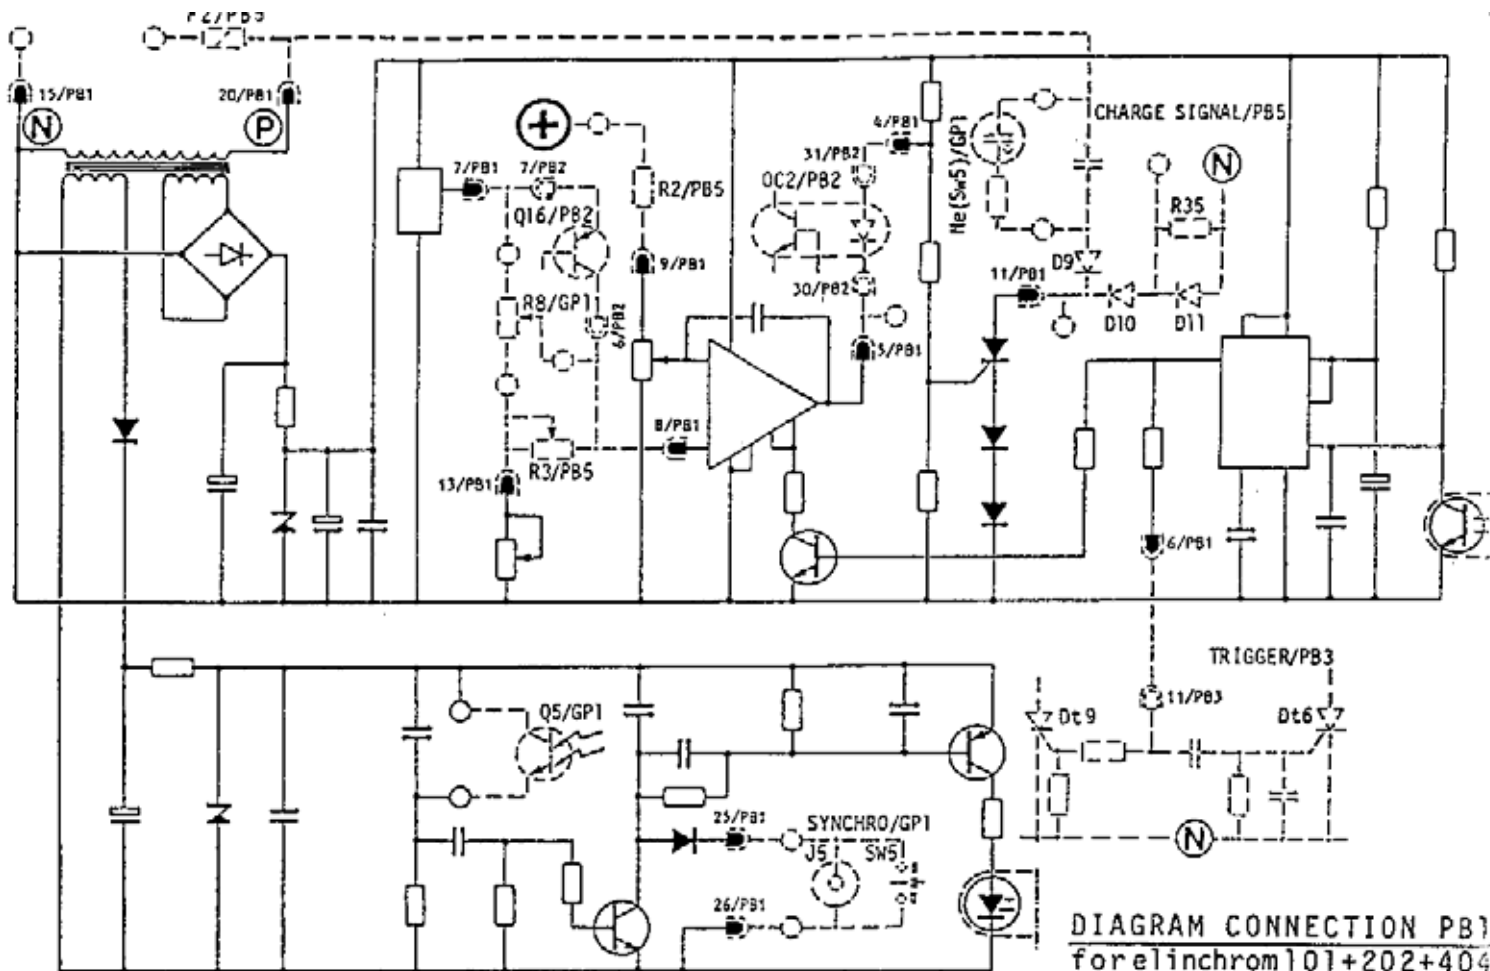 15/PB1
20/PB1
N
P
7/PB1
7/PB2
R2/PB5
Q16/PB2
9/PB1
R8/GP1
6/PB2
8/PB1
R3/PB5
13/PB1
4/PB1
31/PB2
OC2/PB2
30/PB2
5/PB1
Ne(Sw5)/GP1
CHARGE SIGNAL/PB5
N
R35
D9
11/PB1
D10
D11
6/PB1
TRIGGER/PB3
11/PB3
Dt9
Dt6
N
Q5/GP1
25/PB1
SYNCHRO/GP1
J5
SW5
26/PB1
DIAGRAM CONNECTION PB1
for elinchrom 101+202+404